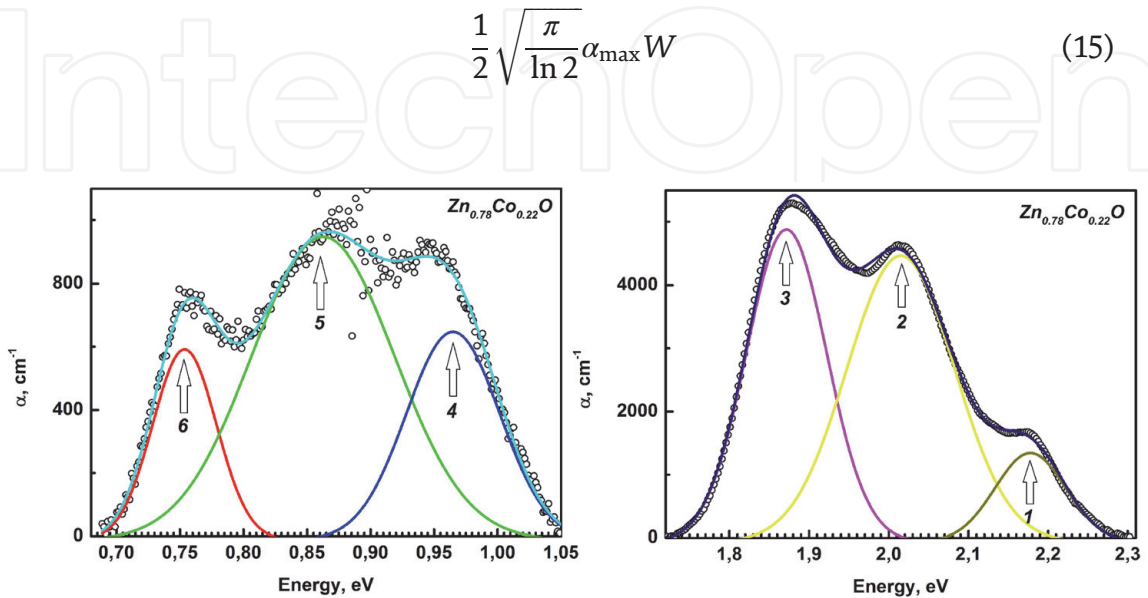 IntechOpen
1/2 √(π/ln 2) α_max W (15)
Zn0.78Co0.22O
800
400
0
α, cm-1
6
5
4
0,70 0,75 0,80 0,85 0,90 0,95 1,00 1,05
Energy, eV
Zn0.78Co0.22O
4000
2000
0
α, cm-1
3
2
1
1,8 1,9 2,0 2,1 2,2 2,3
Energy, eV